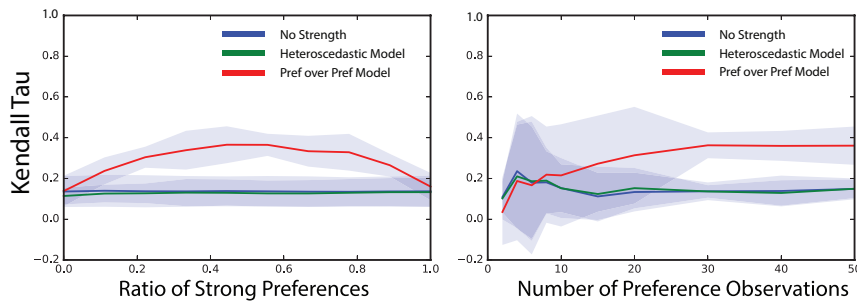 1.0
0.8
0.6
0.4
0.2
0.0
−0.2
Kendall Tau
No Strength
Heteroscedastic Model
Pref over Pref Model
0.0 0.2 0.4 0.6 0.8 1.0
Ratio of Strong Preferences
1.0
0.8
0.6
0.4
0.2
0.0
−0.2
No Strength
Heteroscedastic Model
Pref over Pref Model
0 10 20 30 40 50
Number of Preference Observations